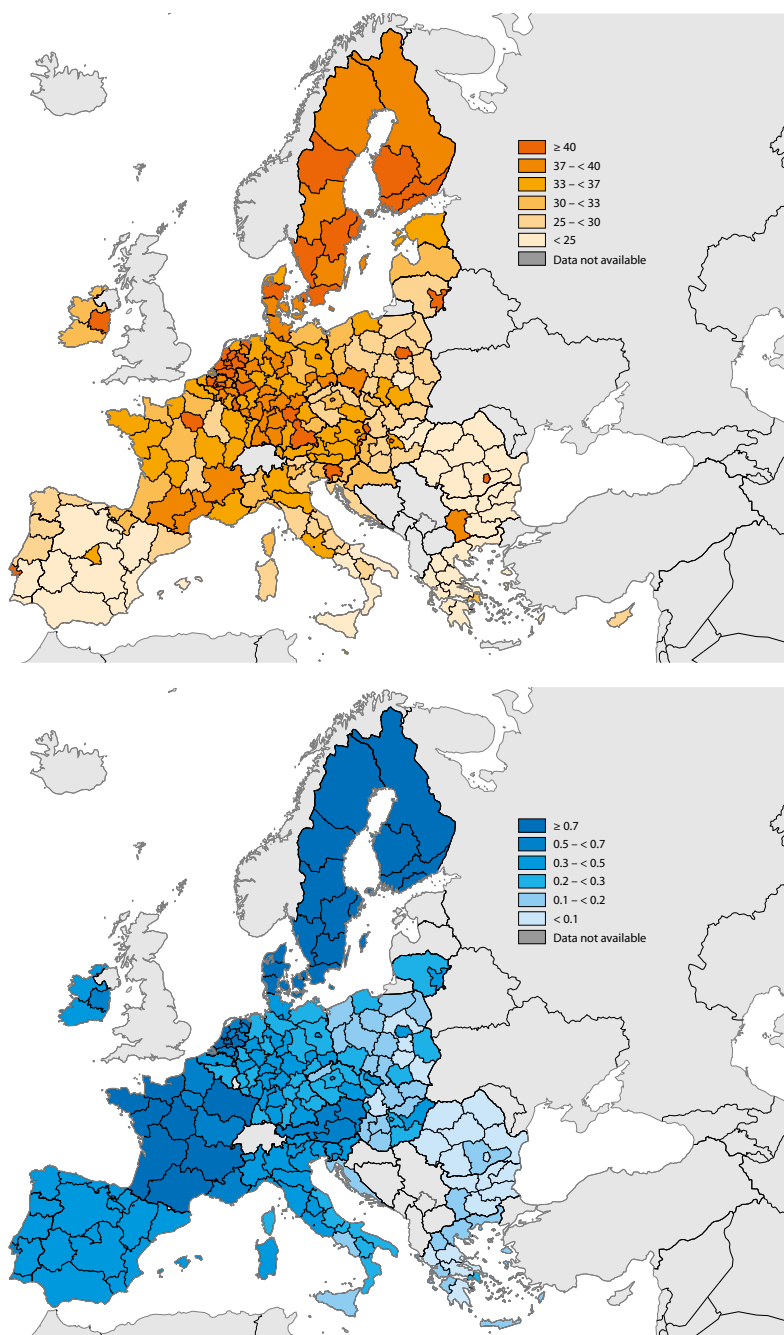 ≥ 40
37 – < 40
33 – < 37
30 – < 33
25 – < 30
< 25
Data not available
≥ 0.7
0.5 – < 0.7
0.3 – < 0.5
0.2 – < 0.3
0.1 – < 0.2
< 0.1
Data not available